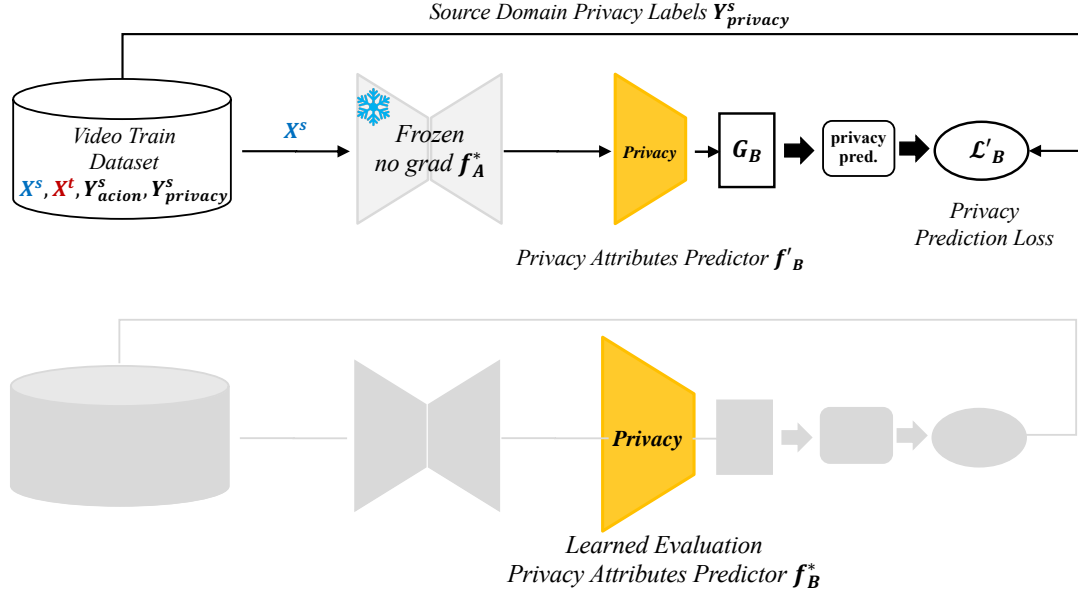 Source Domain Privacy Labels Y^s_privacy
Video Train
Dataset
X^s, X^t, Y^s_acion, Y^s_privacy
X^s
Frozen
no grad f^*_A
Privacy
G_B
privacy
pred.
ℒ'_B
Privacy
Prediction Loss
Privacy Attributes Predictor f'_B
Privacy
Learned Evaluation
Privacy Attributes Predictor f^*_B